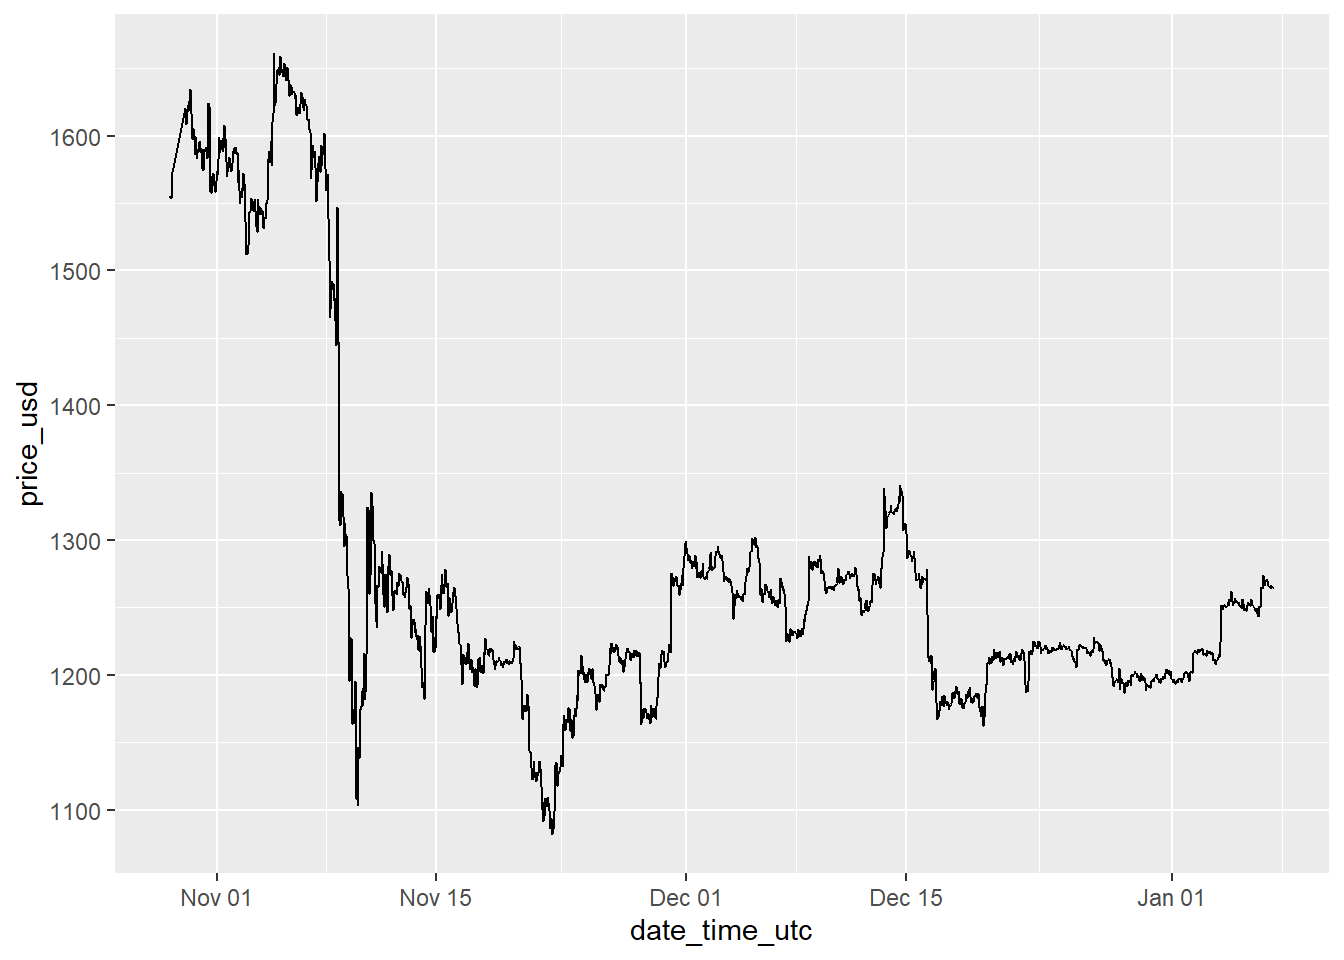 1600
1500
1400
1300
1200
1100
price_usd
Nov 01
Nov 15
Dec 01
Dec 15
Jan 01
date_time_utc